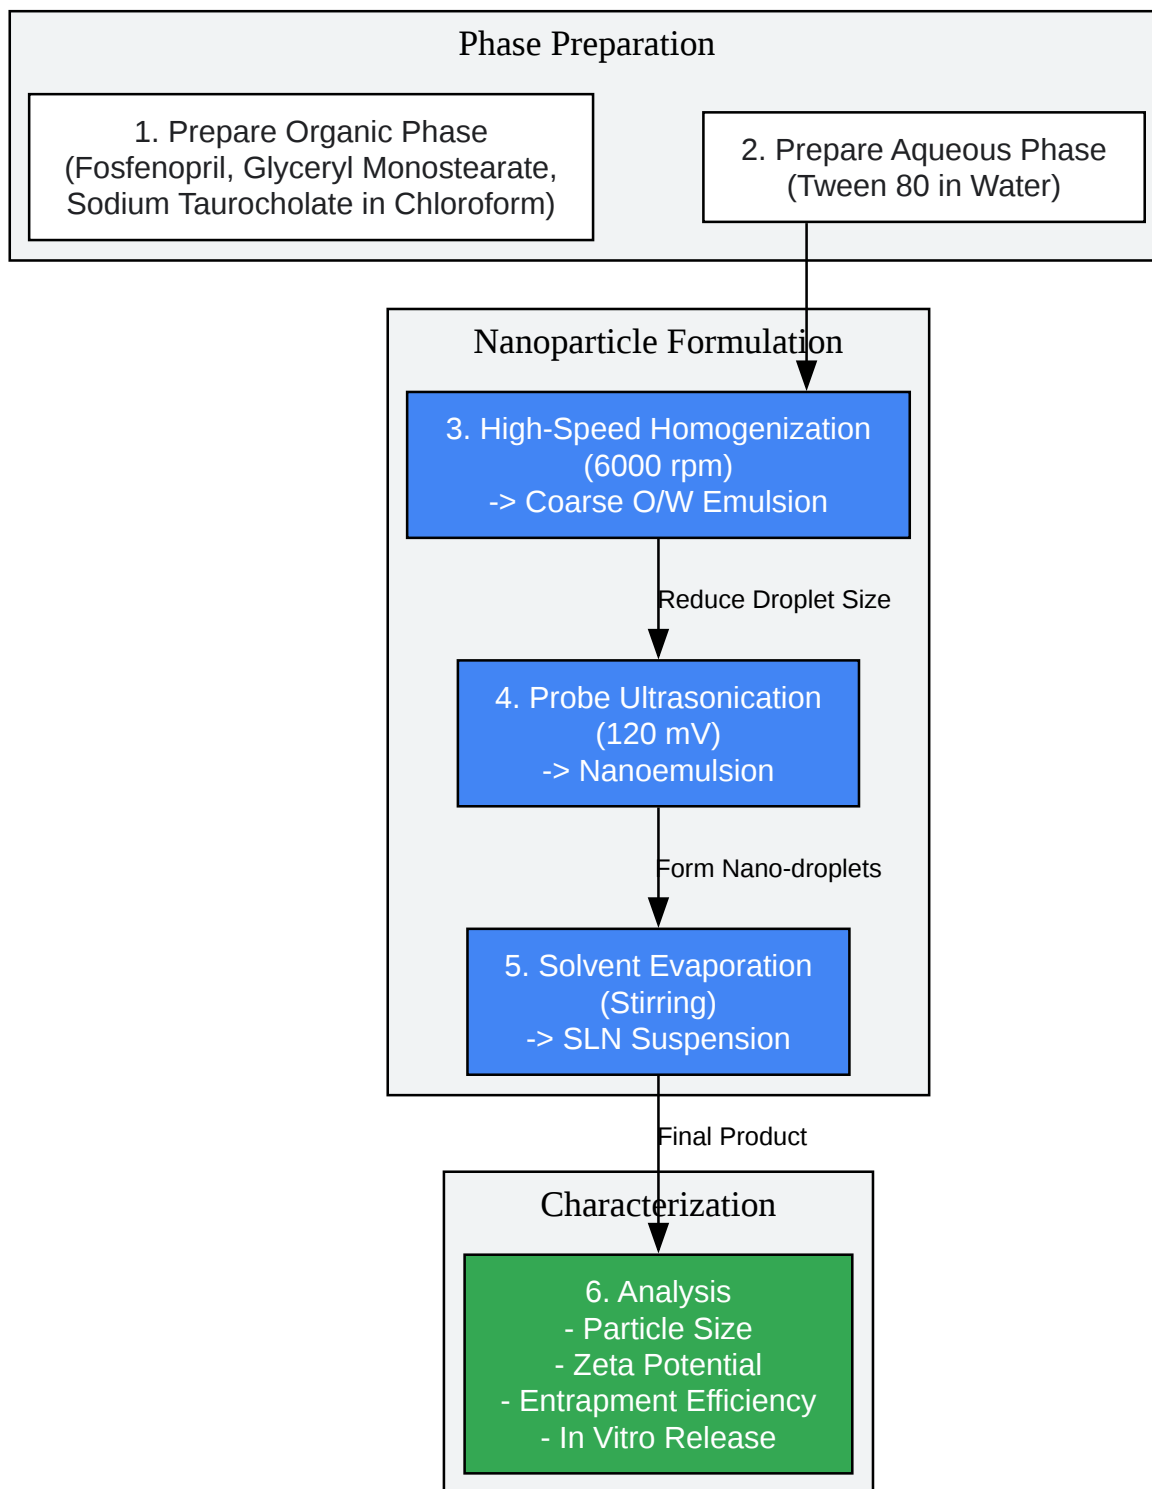 Phase Preparation
1. Prepare Organic Phase
(Fosfenopril, Glyceryl Monostearate,
Sodium Taurocholate in Chloroform)
2. Prepare Aqueous Phase
(Tween 80 in Water)
Nanoparticle Formulation
3. High-Speed Homogenization
(6000 rpm)
-> Coarse O/W Emulsion
Reduce Droplet Size
4. Probe Ultrasonication
(120 mV)
-> Nanoemulsion
Form Nano-droplets
5. Solvent Evaporation
(Stirring)
-> SLN Suspension
Final Product
Characterization
6. Analysis
- Particle Size
- Zeta Potential
- Entrapment Efficiency
- In Vitro Release